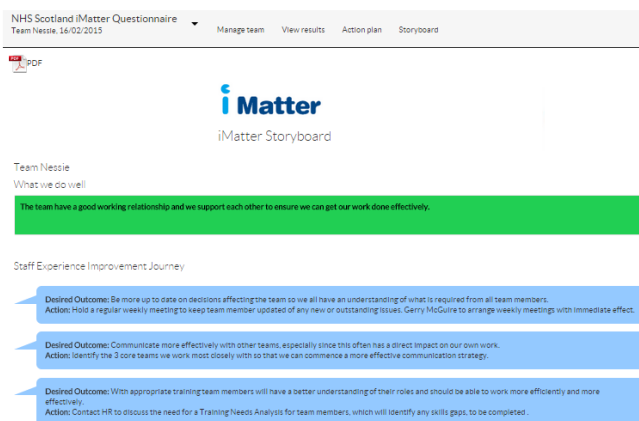 NHS Scotland iMatter Questionnaire
Team Nessie, 16/02/2015
Manage team View results Action plan Storyboard
PDF PDF
i Matter
iMatter Storyboard
Team Nessie
What we do well
The team have a good working relationship and we support each other to ensure we can get our work done effectively.
Staff Experience Improvement Journey
Desired Outcome: Be more up to date on decisions affecting the team so we all have an understanding of what is required from all team members.
Action: Hold a regular weekly meeting to keep team member updated of any new or outstanding issues. Gerry McGuire to arrange weekly meetings with immediate effect.
Desired Outcome: Communicate more effectively with other teams, especially since this often has a direct impact on our own work.
Action: Identify the 3 core teams we work most closely with so that we can commence a more effective communication strategy.
Desired Outcome: With appropriate training team members will have a better understanding of their roles and should be able to work more efficiently and more
effectively.
Action: Contact HR to discuss the need for a Training Needs Analysis for team members, which will identify any skills gaps, to be completed .